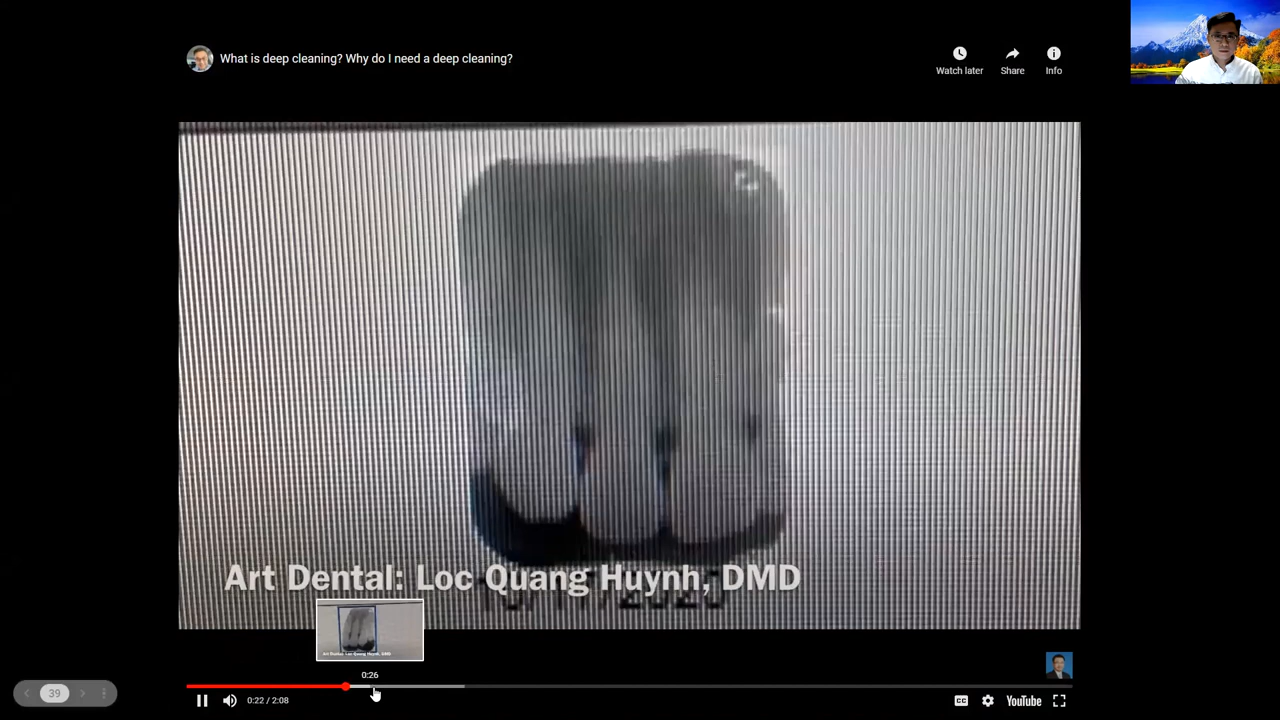 What is deep cleaning? Why do I need a deep cleaning?
Watch later
Share
Info
Art Dental: Loc Quang Huynh, DMD
0:26
39
0:22 / 2:08
CC
YouTube